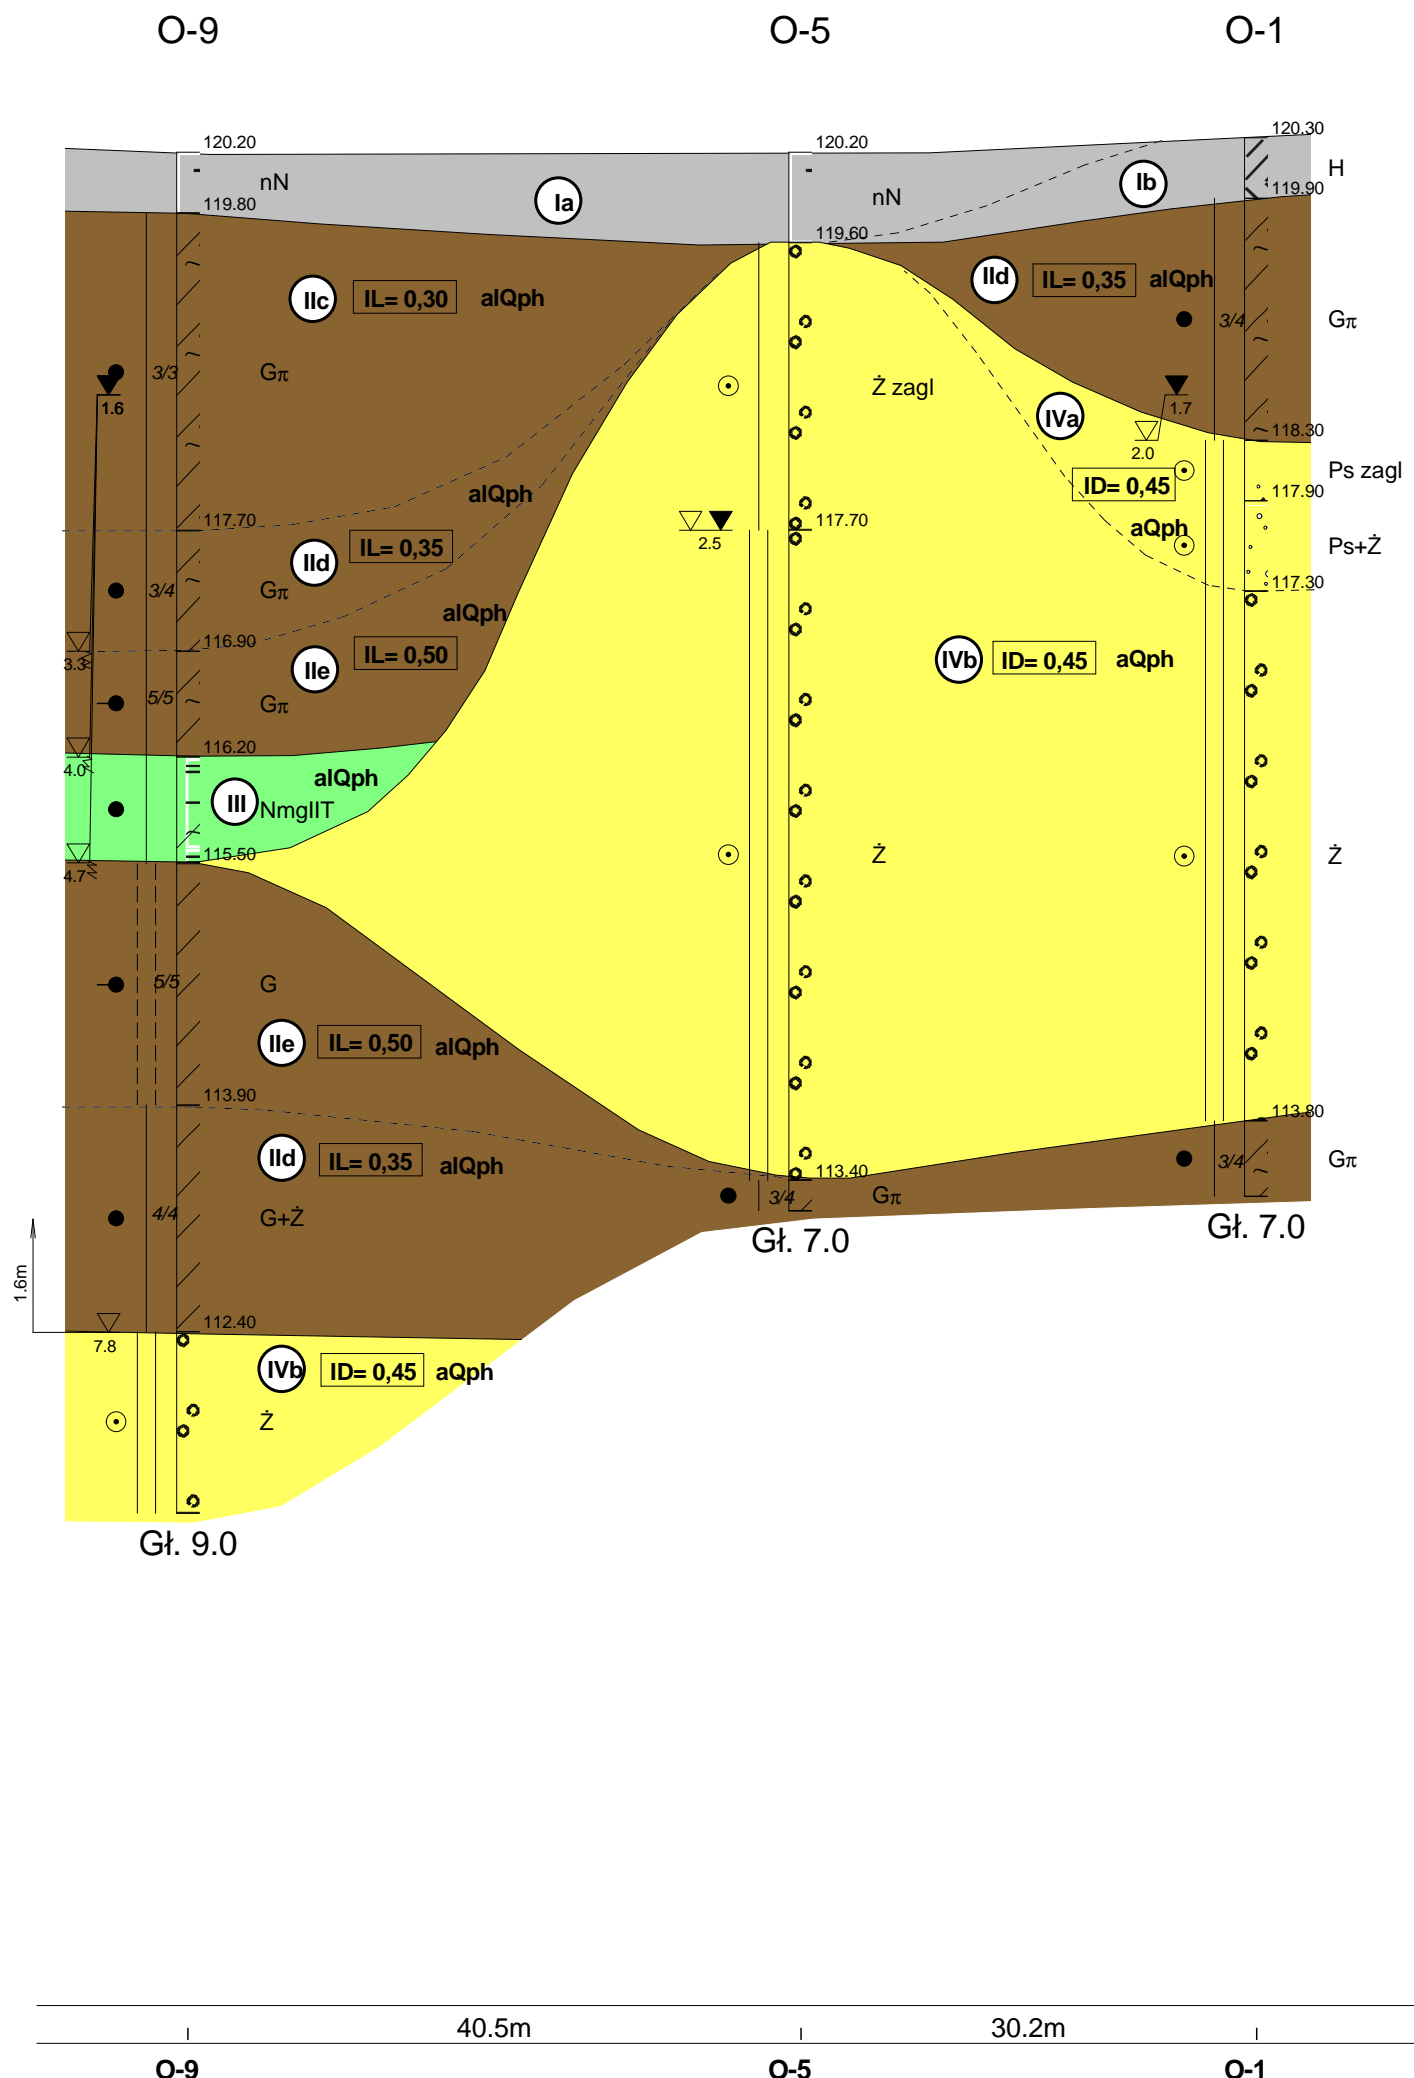 O-9 O-5 O-1
120.30
120.20 120.20
H
nN Ia nN Ib
119.80 119.90
119.60
IIc IL= 0,30 alQph IId IL= 0,35 alQph
3/4 Gπ
3/3 Gπ Ż zagl
1.6 1.7
IVa
118.30
2.0
Ps zagl
alQph ID= 0,45 117.90
117.70 117.70
aQph
2.5
IId IL= 0,35 Ps+Ż
3/4 Gπ 117.30
alQph
116.90
3.3 IIe IL= 0,50 IVb ID= 0,45 aQph
5/5 Gπ
116.20
4.0 alQph
III NmgIIT
115.50 Ż Ż
4.7
5/5 G
IIe IL= 0,50 alQph
113.90 113.80
IId IL= 0,35 alQph 3/4 Gπ
113.40
3/4 Gπ
4/4 G+Ż
Gł. 7.0 Gł. 7.0
1.6m
112.40
7.8
IVb ID= 0,45 aQph
Ż
Gł. 9.0
40.5m 30.2m
O-9 O-5 O-1